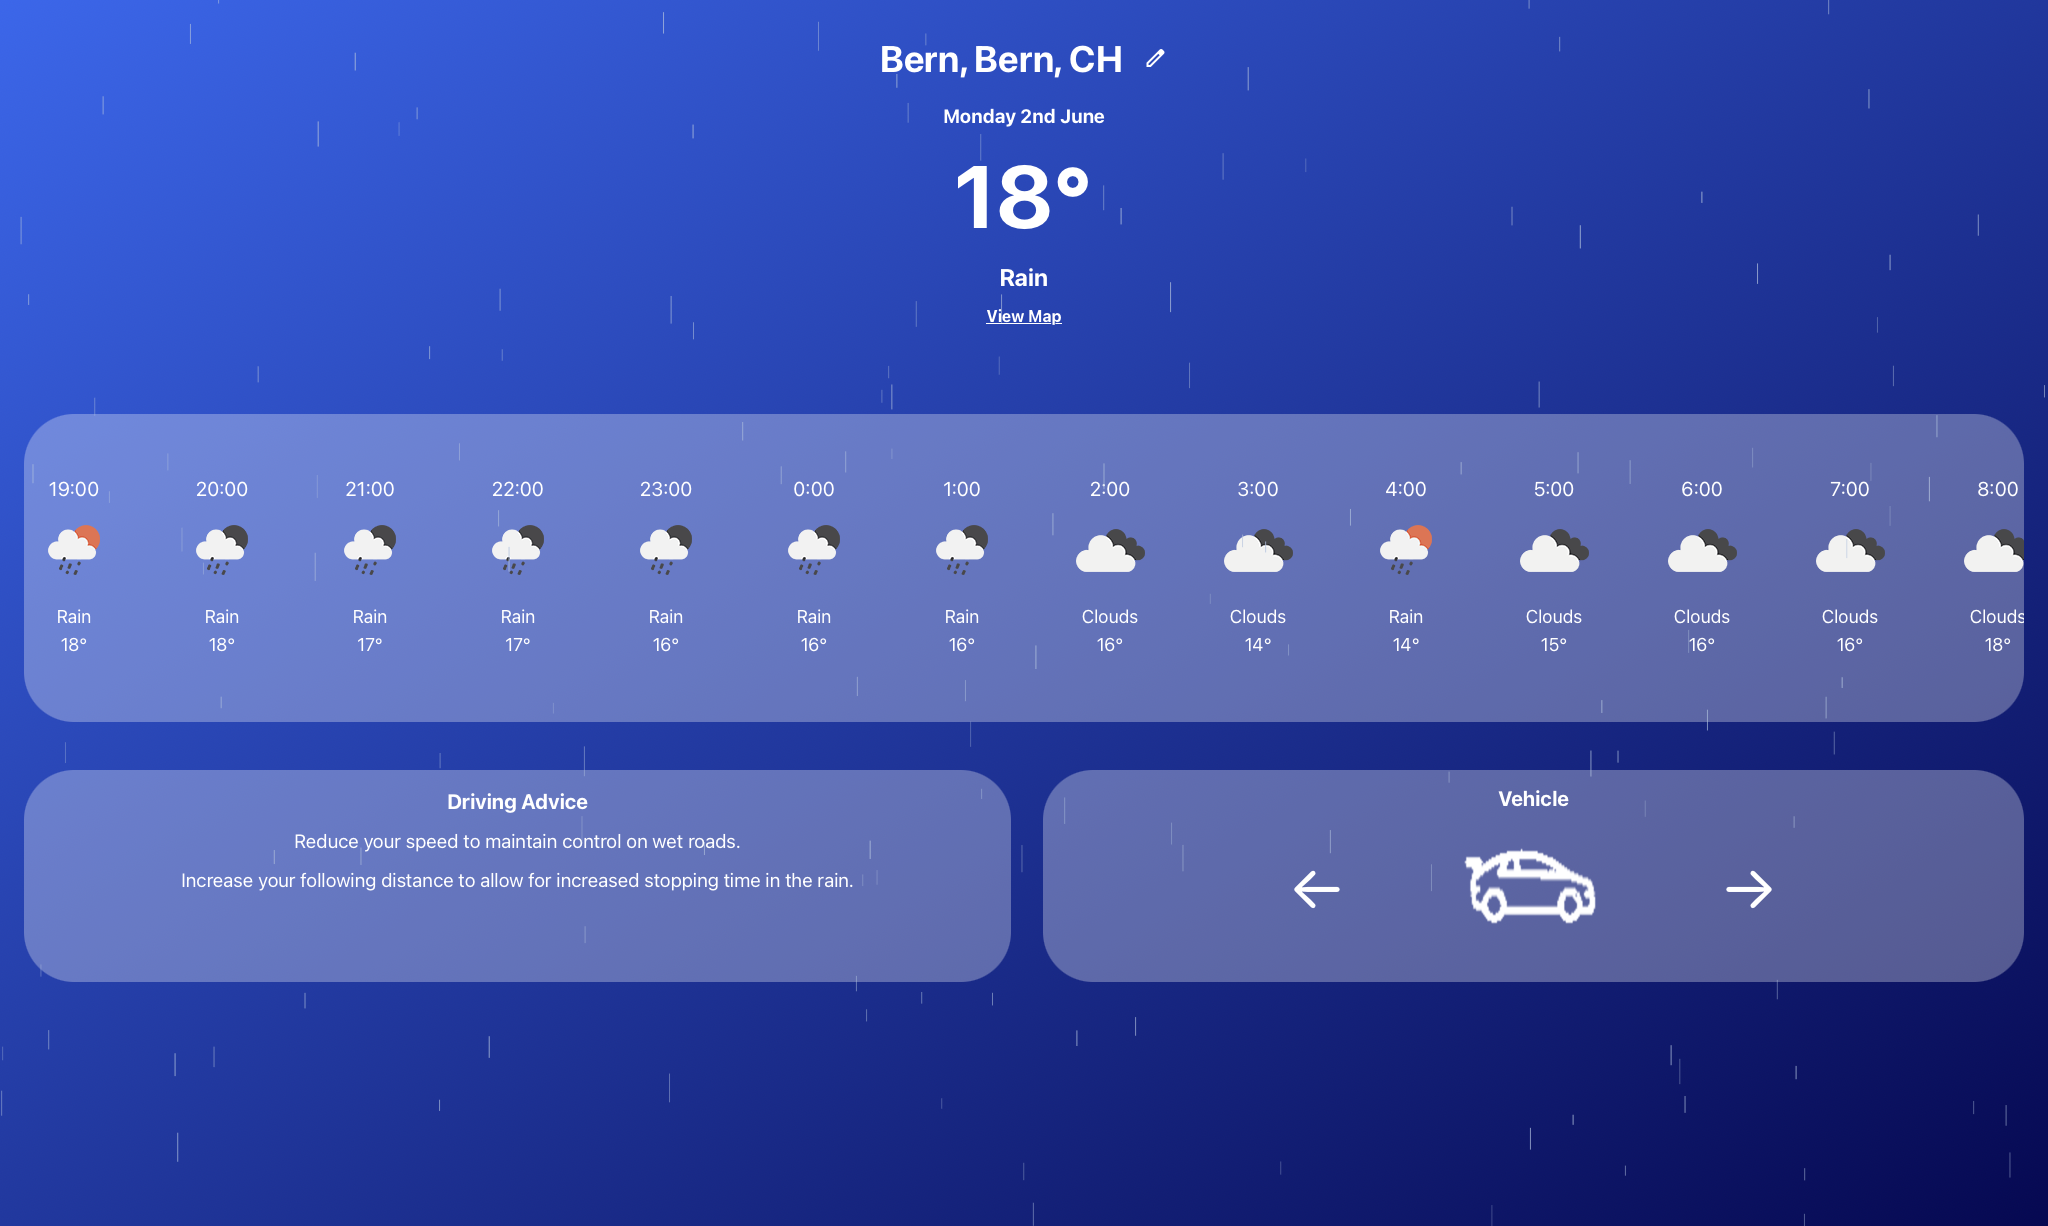 Bern, Bern, CH
Monday 2nd June
18°
Rain
View Map
19:00 20:00 21:00 22:00 23:00 0:00 1:00 2:00 3:00 4:00 5:00 6:00 7:00 8:00
Rain Rain Rain Rain Rain Rain Rain Clouds Clouds Rain Clouds Clouds Clouds Clouds
18° 18° 17° 17° 16° 16° 16° 16° 14° 14° 15° 16° 16° 18°
Driving Advice
Reduce your speed to maintain control on wet roads.
Increase your following distance to allow for increased stopping time in the rain.
Vehicle